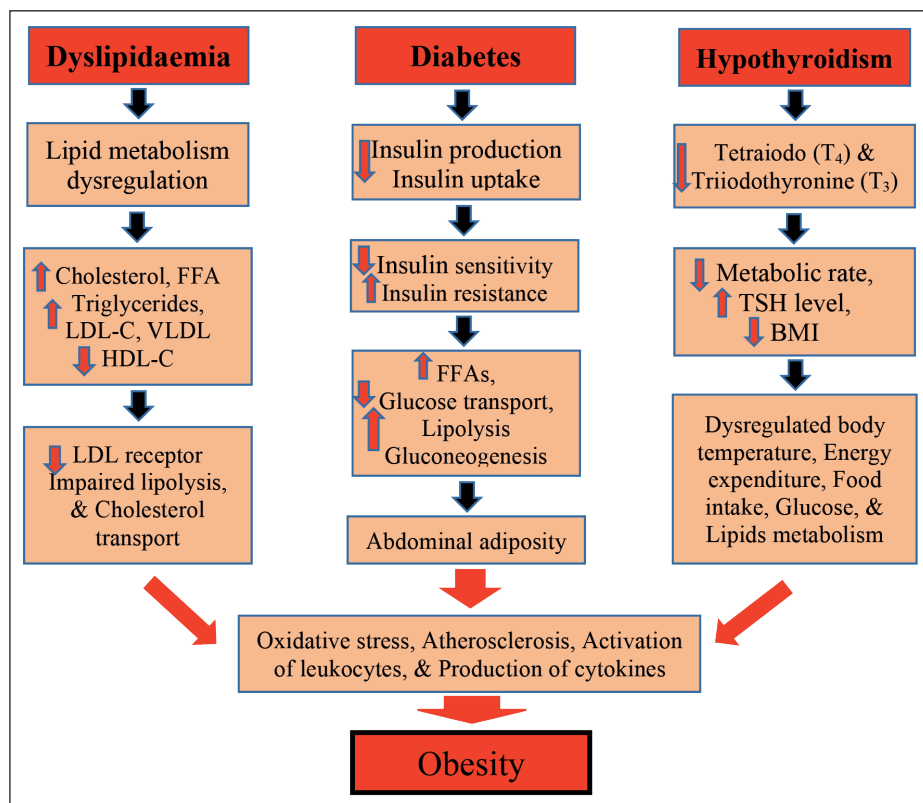 Dyslipidaemia
Lipid metabolism
dysregulation
Cholesterol, FFA
Triglycerides,
LDL-C, VLDL
HDL-C
LDL receptor
Impaired lipolysis,
& Cholesterol
transport
Diabetes
Insulin production
Insulin uptake
Insulin sensitivity
Insulin resistance
FFAs,
Glucose transport,
Lipolysis
Gluconeogenesis
Abdominal adiposity
Hypothyroidism
Tetraiodo (T₄) &
Triiodothyronine (T₃)
Metabolic rate,
TSH level,
BMI
Dysregulated body
temperature, Energy
expenditure, Food
intake, Glucose, &
Lipids metabolism
Oxidative stress, Atherosclerosis, Activation
of leukocytes, & Production of cytokines
Obesity